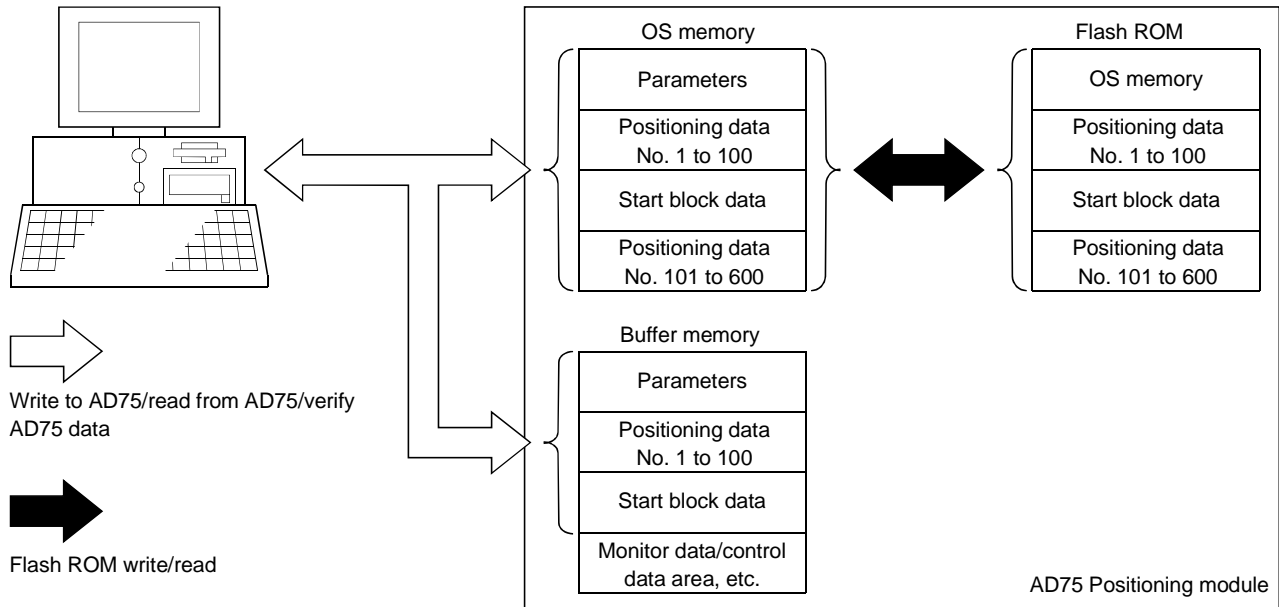 OS memory
Parameters
Positioning data
No. 1 to 100
Start block data
Positioning data
No. 101 to 600
Flash ROM
OS memory
Positioning data
No. 1 to 100
Start block data
Positioning data
No. 101 to 600
Write to AD75/read from AD75/verify
AD75 data
Flash ROM write/read
Buffer memory
Parameters
Positioning data
No. 1 to 100
Start block data
Monitor data/control
data area, etc.
AD75 Positioning module